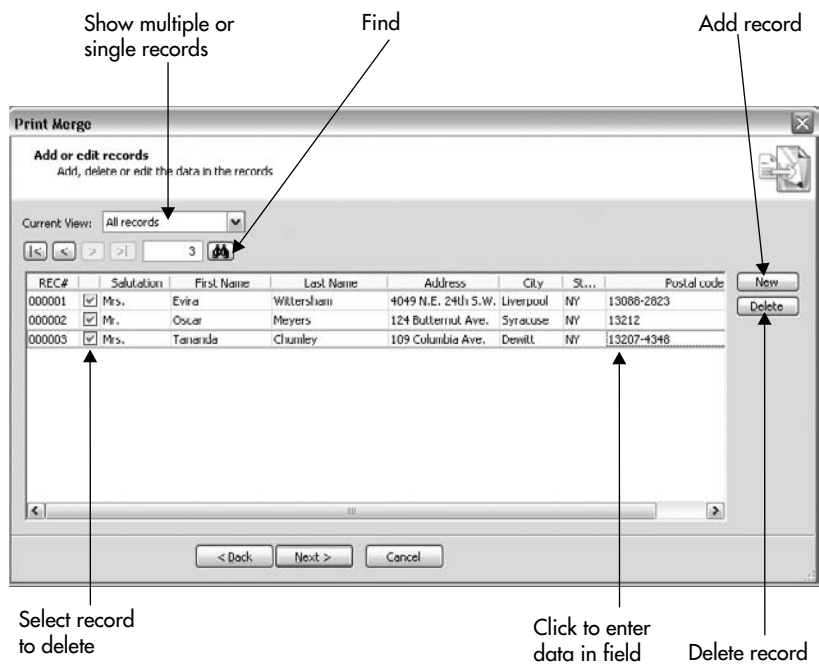 Show multiple or
single records
Find
Add record
Print Merge
Add or edit records
Add, delete or edit the data in the records
Current View: All records
|< < > >| 3
REC# Salutation First Name Last Name Address City St... Postal code
New
000001 Mrs. Evira Wittersham 4049 N.E. 24th S.W. Liverpool NY 13088-2823
Delete
000002 Mr. Oscar Meyers 124 Butternut Ave. Syracuse NY 13212
000003 Mrs. Tananda Chumley 109 Columbia Ave. Dewitt NY 13207-4348
< Back Next > Cancel
Select record
to delete
Click to enter
data in field
Delete record